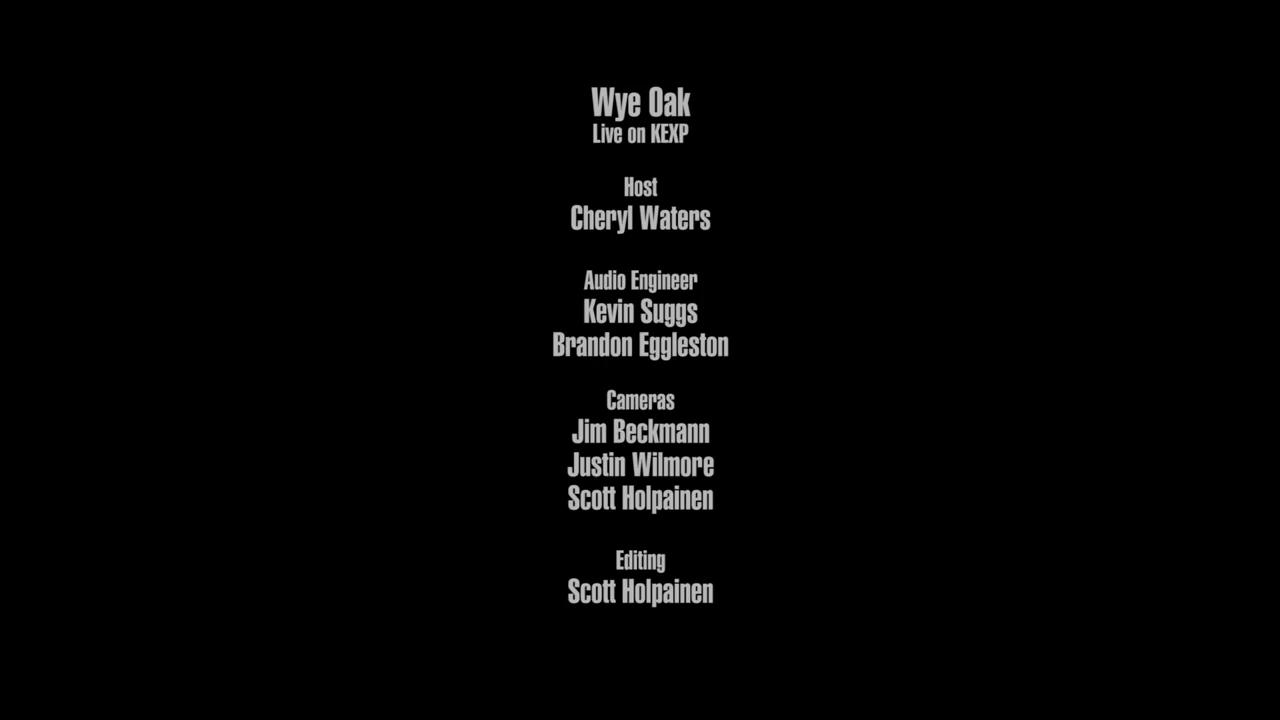 Wye Oak
Live on KEXP
Host
Cheryl Waters
Audio Engineer
Kevin Suggs
Brandon Eggleston
Cameras
Jim Beckmann
Justin Wilmore
Scott Holpainen
Editing
Scott Holpainen